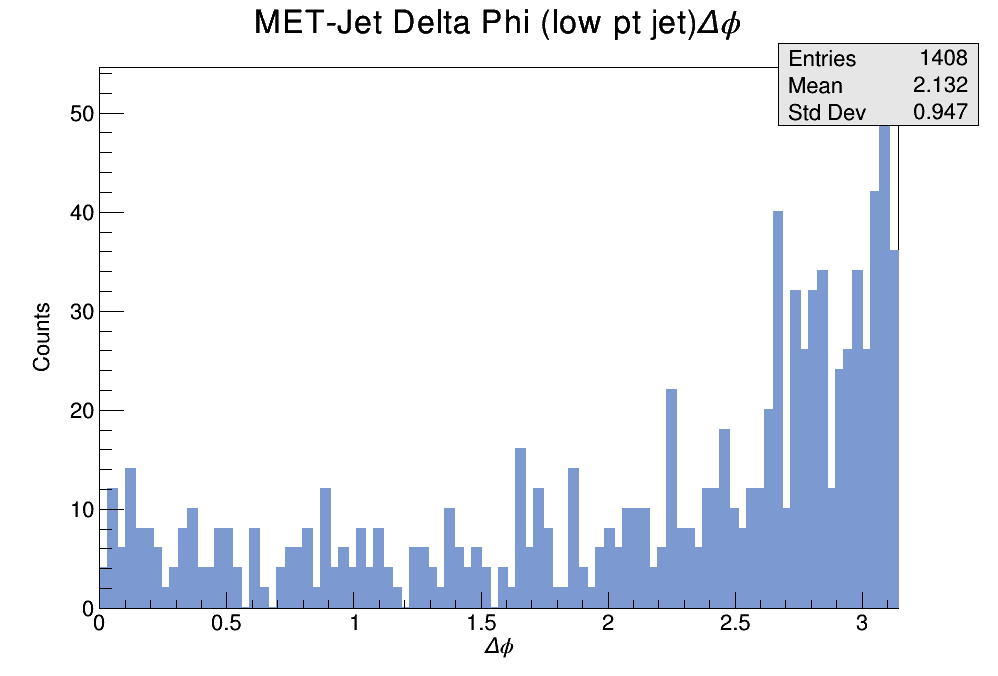 MET-Jet Delta Phi (low pt jet)Δϕ
Entries 1408
Mean 2.132
Std Dev 0.947
Counts
50
40
30
20
10
0
0 0.5 1 1.5 2 2.5 3
Δϕ